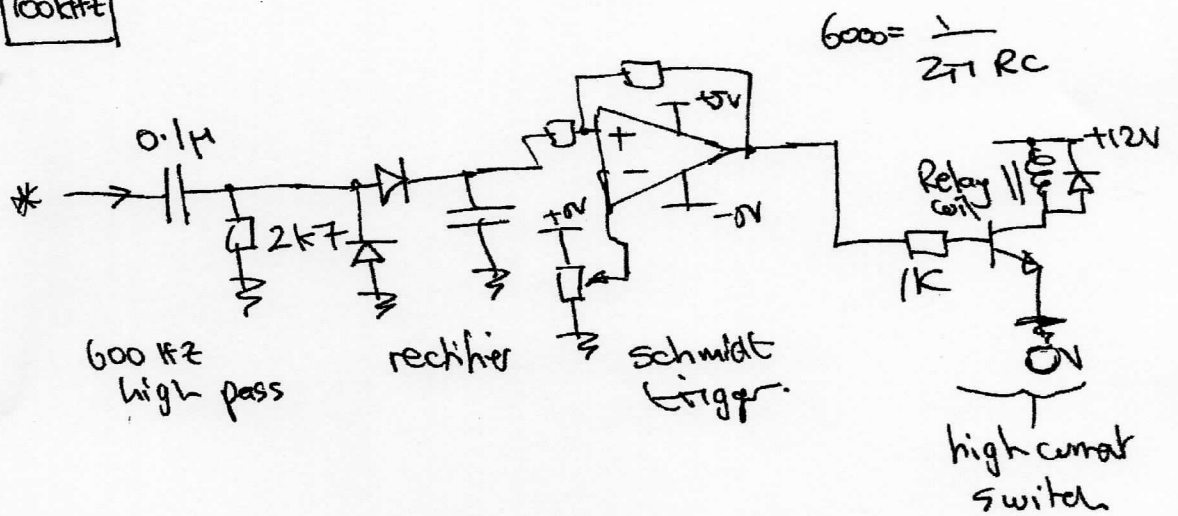 100kHz
6000 = 1
2π RC
0.1μ
*
2k7
+5V
-5V
+5V
Relay
coil
+12V
1K
0V
600 Hz
high pass
rectifier
schmidt
trigger.
high current
switch